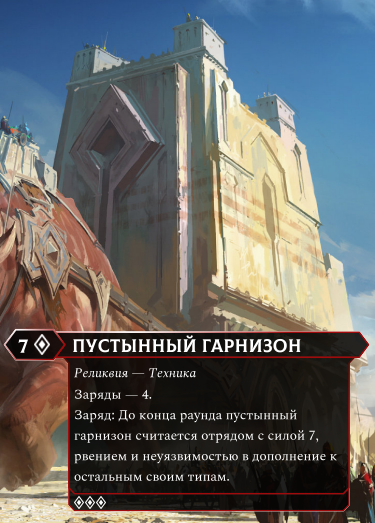 7 ПУСТЫННЫЙ ГАРНИЗОН
Реликвия — Техника
Заряды — 4.
Заряд: До конца раунда пустынный
гарнизон считается отрядом с силой 7,
рвением и неуязвимостью в дополнение к
остальным своим типам.